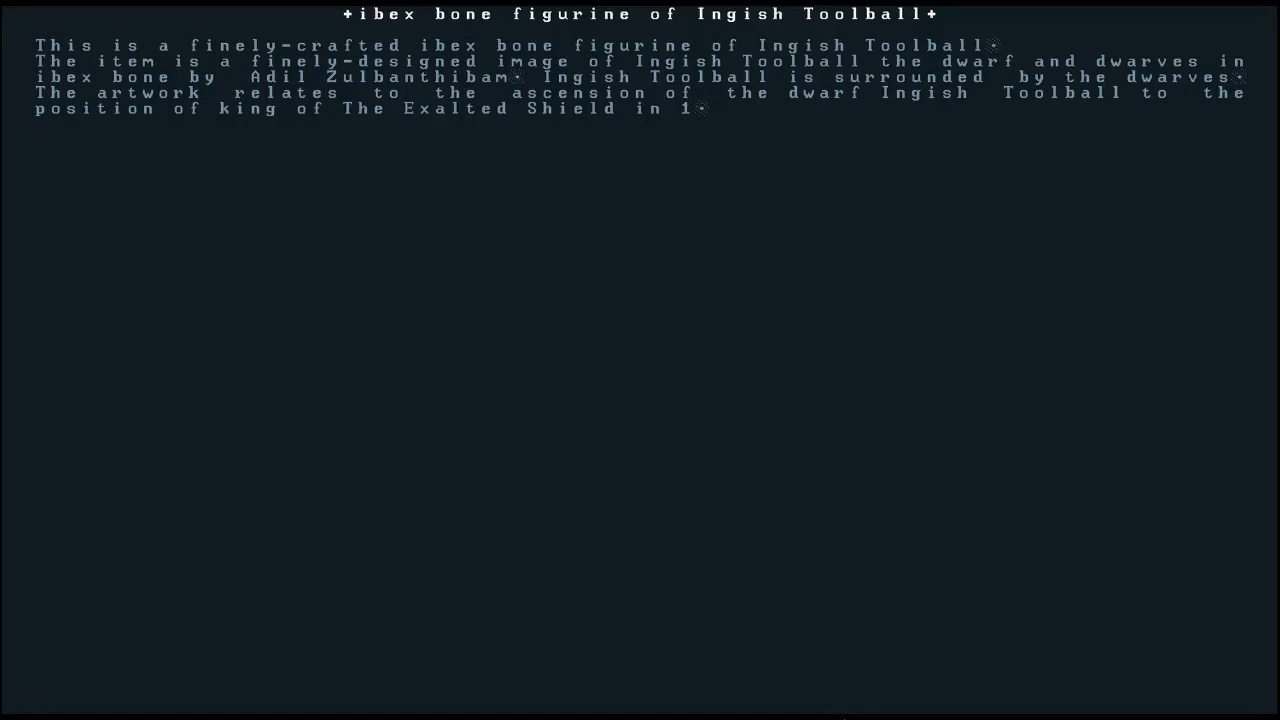 +ibex bone figurine of Ingish Toolball+
This is a finely-crafted ibex bone figurine of Ingish Toolball.
The item is a finely-designed image of Ingish Toolball the dwarf and dwarves in
ibex bone by Adil Zulbanthibam. Ingish Toolball is surrounded by the dwarves.
The artwork relates to the ascension of the dwarf Ingish Toolball to the
position of king of The Exalted Shield in 1.